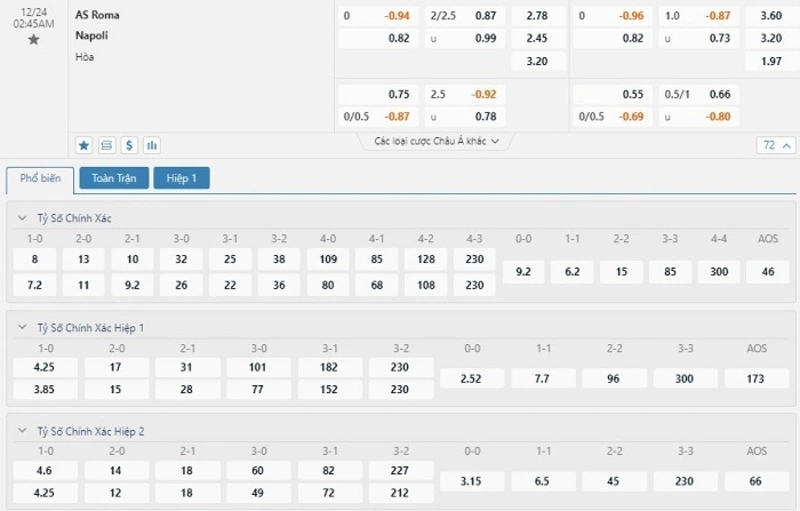 12/24
02:45AM
AS Roma
Napoli
Hòa
0 -0.94 2/2.5 0.87 2.78 0 -0.96 1.0 -0.87 3.60
0.82 u 0.99 2.45 0.82 u 0.73 3.20
3.20 1.97
0.75 2.5 -0.92 0.55 0.5/1 0.66
0/0.5 -0.87 u 0.78 0/0.5 -0.69 u -0.80
$ Các loại cược Châu Á khác 72
Phổ biến Toàn Trận Hiệp 1
Tỷ Số Chính Xác
1-0 2-0 2-1 3-0 3-1 3-2 4-0 4-1 4-2 4-3 0-0 1-1 2-2 3-3 4-4 AOS
8 13 10 32 25 38 109 85 128 230
9.2 6.2 15 85 300 46
7.2 11 9.2 26 22 36 80 68 108 230
Tỷ Số Chính Xác Hiệp 1
1-0 2-0 2-1 3-0 3-1 3-2 0-0 1-1 2-2 3-3 AOS
4.25 17 31 101 182 230
2.52 7.7 96 300 173
3.85 15 28 77 152 230
Tỷ Số Chính Xác Hiệp 2
1-0 2-0 2-1 3-0 3-1 3-2 0-0 1-1 2-2 3-3 AOS
4.6 14 18 60 82 227
3.15 6.5 45 230 66
4.25 12 18 49 72 212